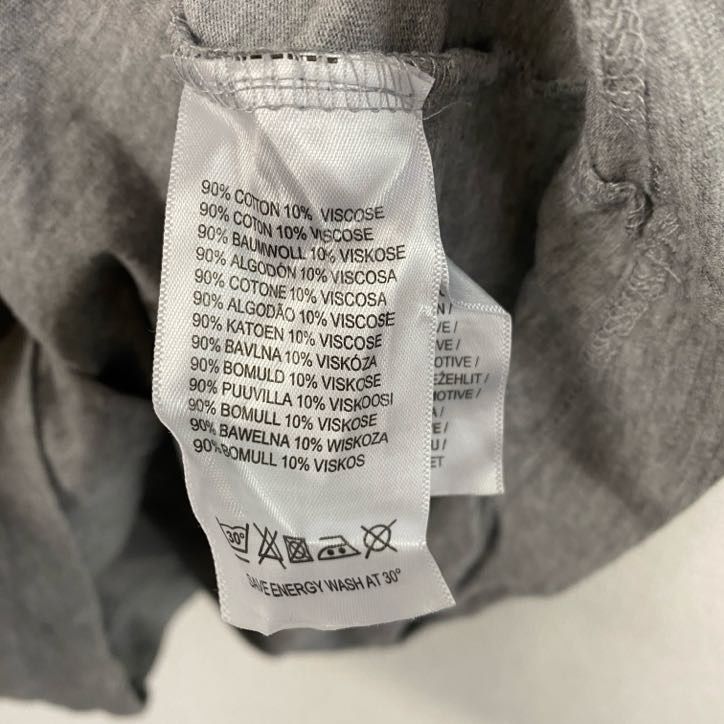 90% COTTON 10% VISCOSE
90% COTON 10% VISCOSE
90% BAUMWOLL 10% VISKOSE
90% ALGODÓN 10% VISCOSA
90% COTONE 10% VISCOSA
90% ALGODÃO 10% VISCOSE
90% KATOEN 10% VISCOSE
90% BAVLNA 10% VISKÓZA
90% BOMULD 10% VISKOSE
90% PUUVILLA 10% VISKOOSI
90% BOMULL 10% VISKOSE
90% BAWELNA 10% WISKOZA
90% BOMULL 10% VISKOS
30°
SAVE ENERGY WASH AT 30°